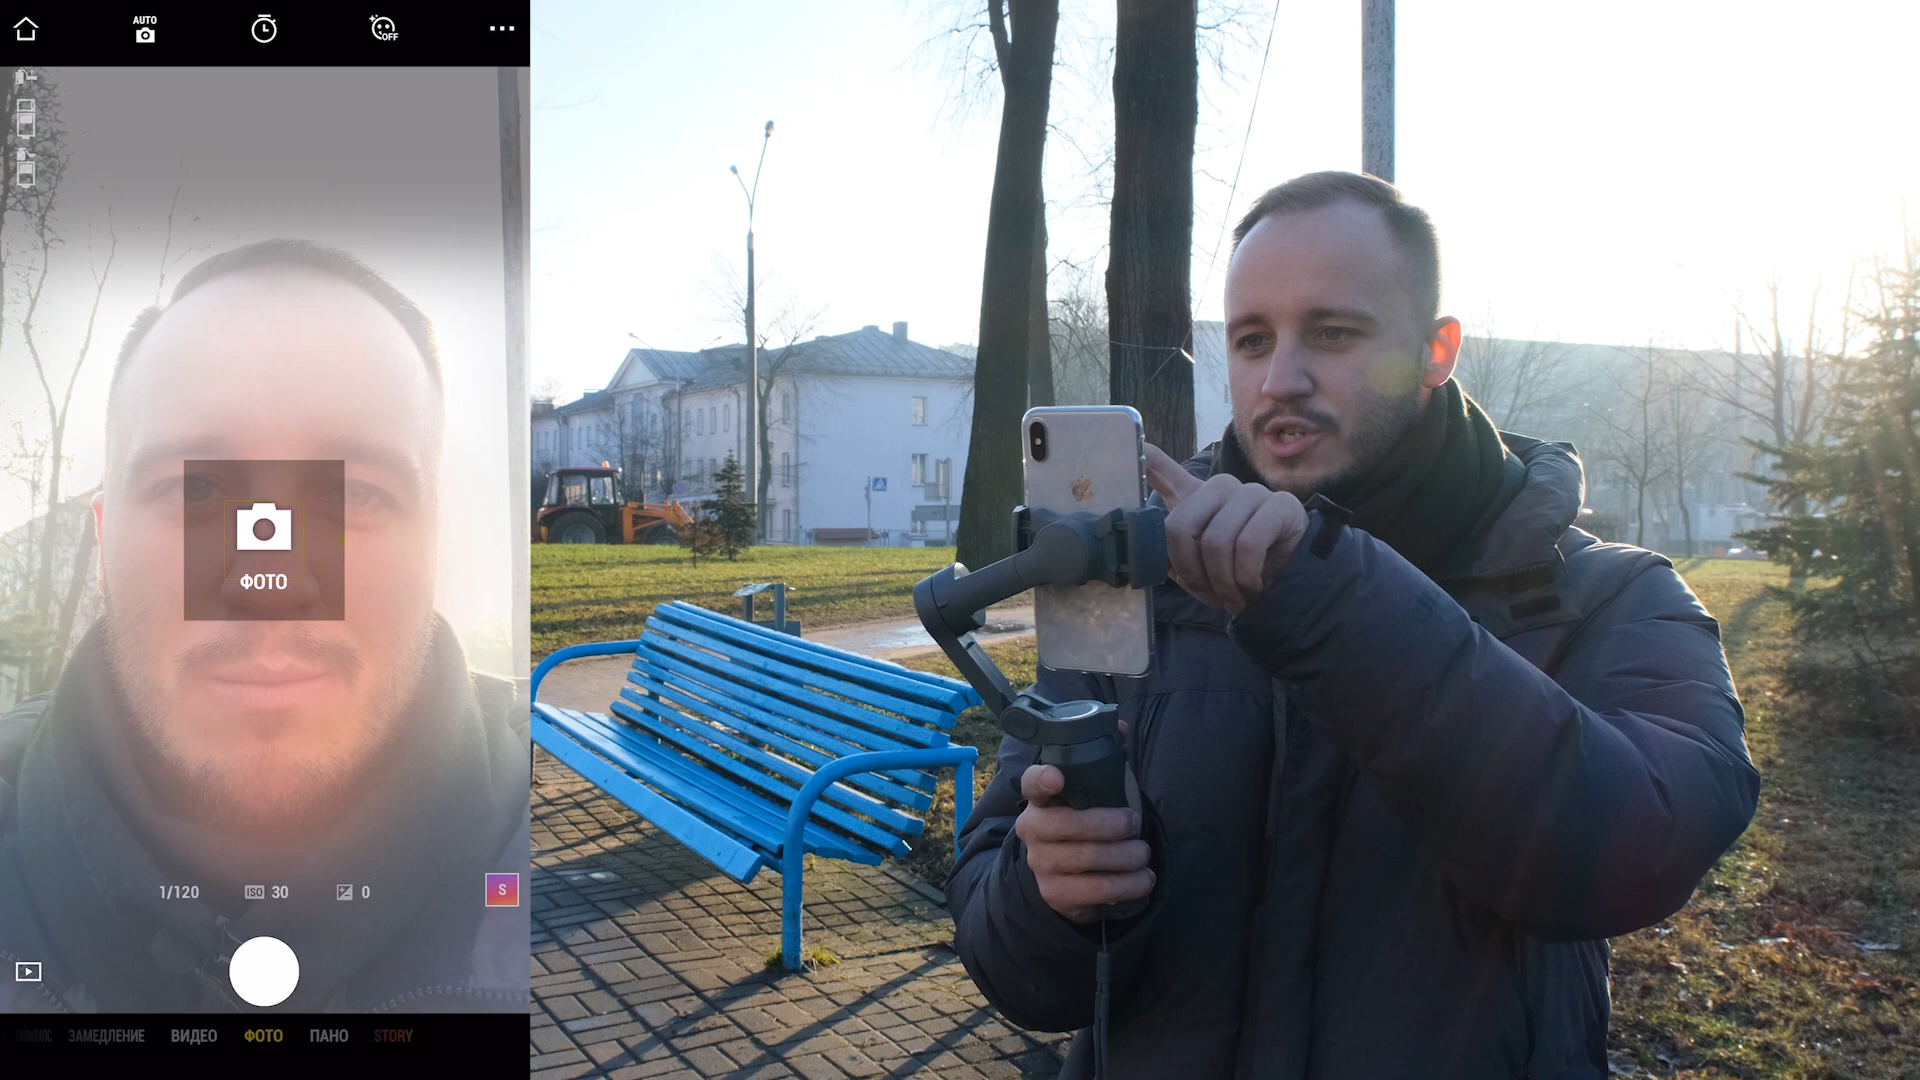 AUTO
OFF
ФОТО
1/120 ISO 30 0
S
ЗАМЕДЛЕНИЕ ВИДЕО ФОТО ПАНО STORY